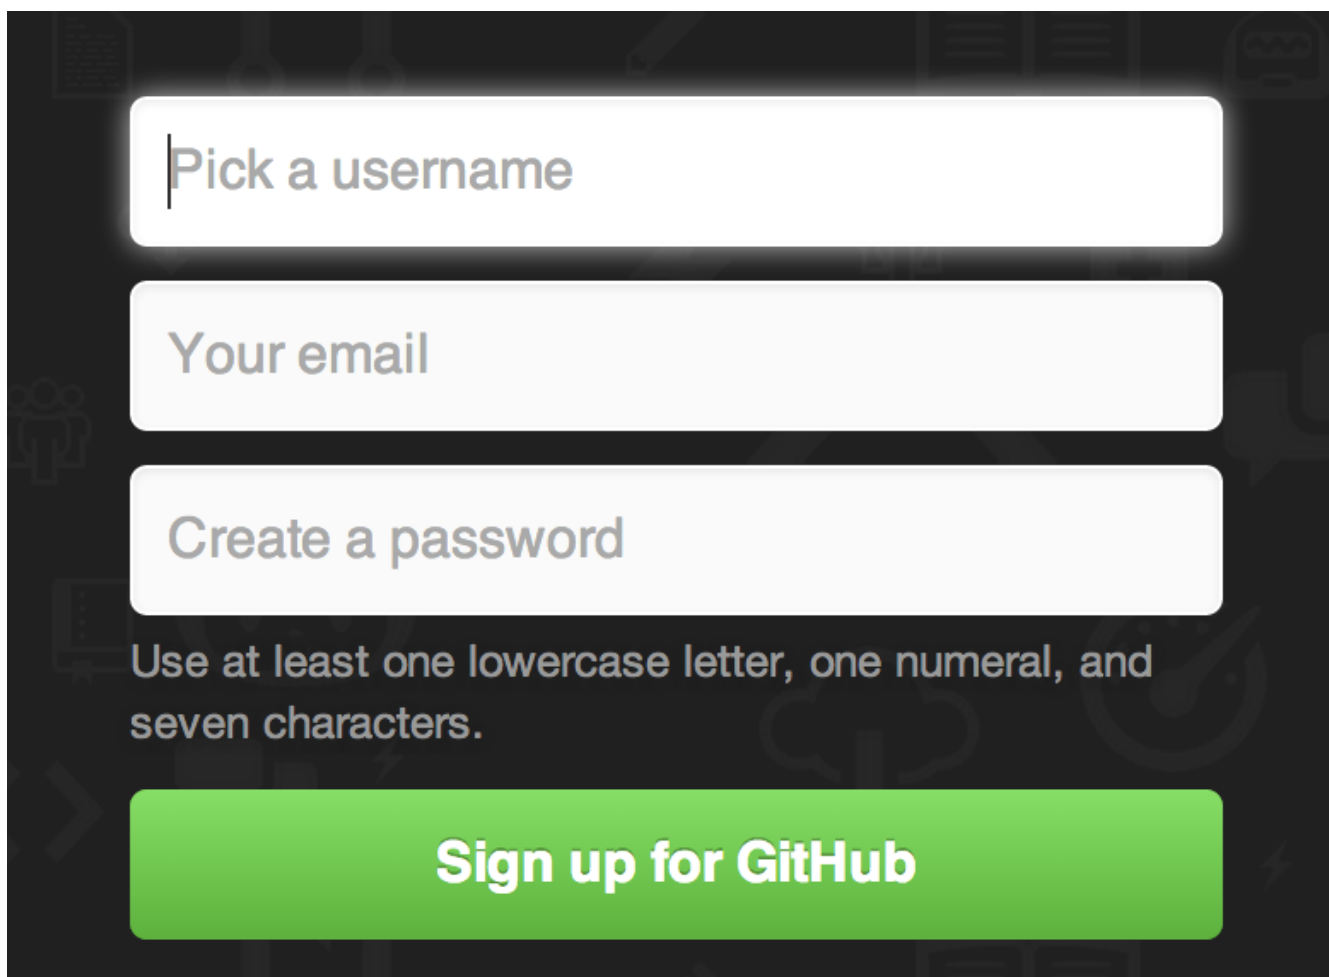 Pick a username
Your email
Create a password
Use at least one lowercase letter, one numeral, and
seven characters.
Sign up for GitHub